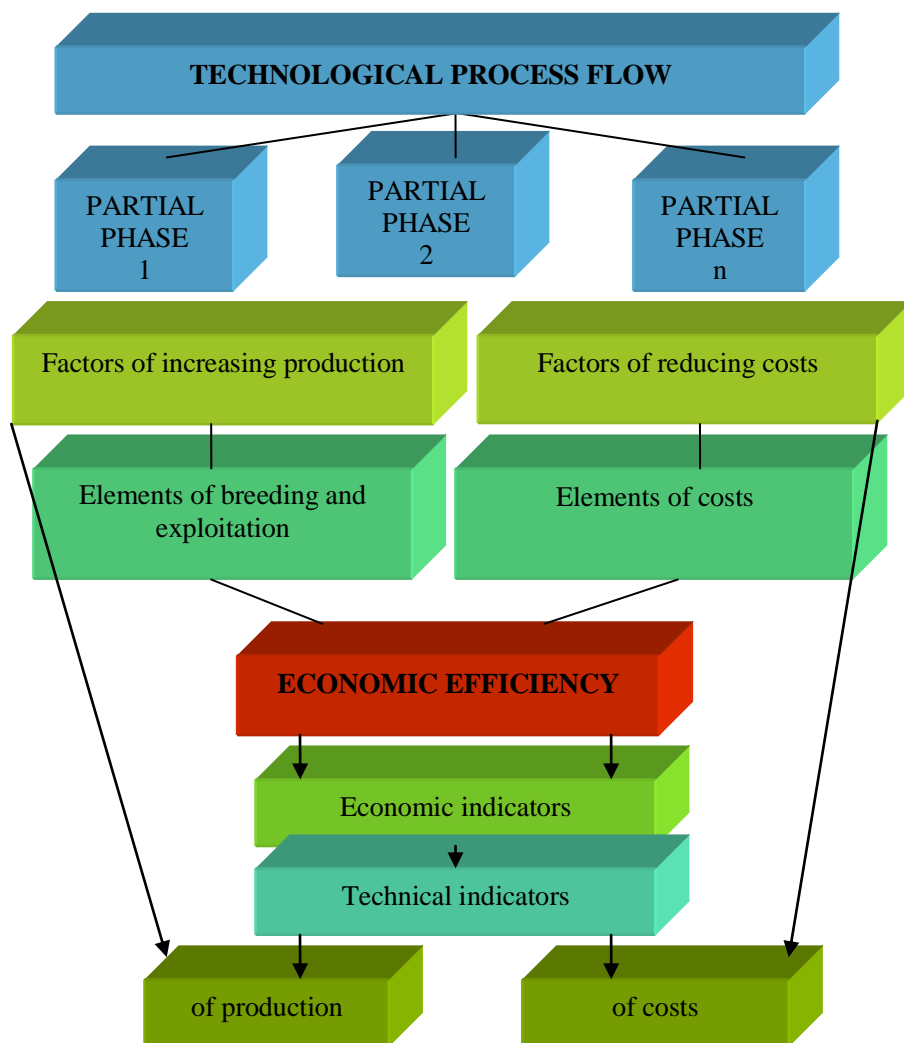 TECHNOLOGICAL PROCESS FLOW
PARTIAL
PHASE
1
PARTIAL
PHASE
2
PARTIAL
PHASE
n
Factors of increasing production
Factors of reducing costs
Elements of breeding and
exploitation
Elements of costs
ECONOMIC EFFICIENCY
Economic indicators
Technical indicators
of production
of costs